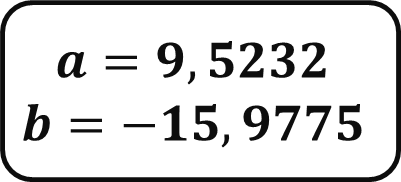 a = 9,5232
b = −15,9775